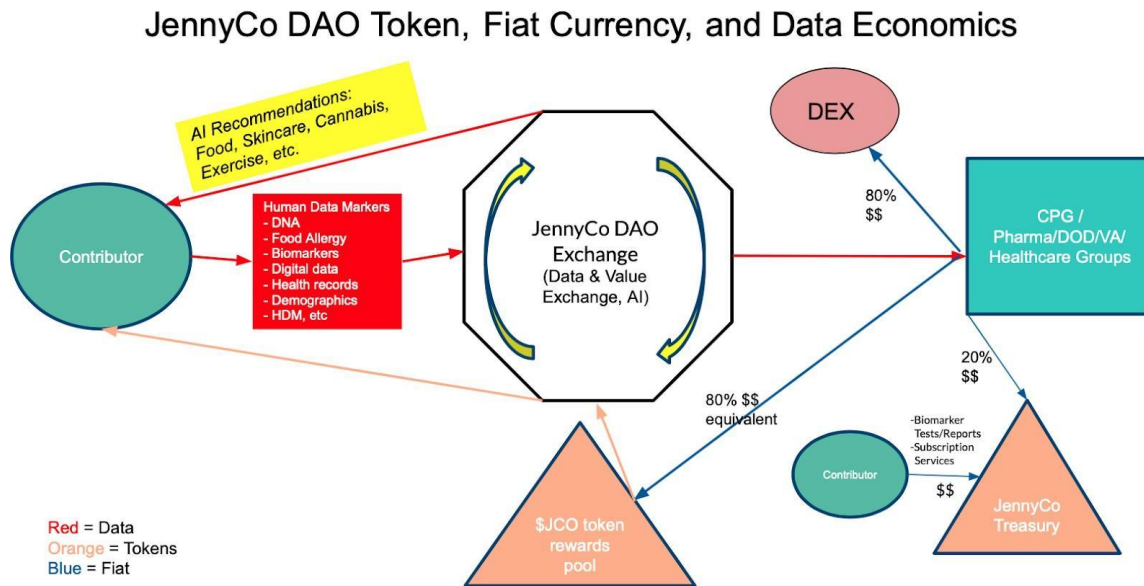 JennyCo DAO Token, Fiat Currency, and Data Economics
AI Recommendations:
Food, Skincare, Cannabis,
Exercise, etc.
Contributor
Human Data Markers
- DNA
- Food Allergy
- Biomarkers
- Digital data
- Health records
- Demographics
- HDM, etc
JennyCo DAO
Exchange
(Data & Value
Exchange, AI)
DEX
80%
$$
CPG /
Pharma/DOD/VA/
Healthcare Groups
20%
$$
80% $$
equivalent
-Biomarker
Tests/Reports
-Subscription
Services
Contributor
$$
JennyCo
Treasury
$JCO token
rewards
pool
Red = Data
Orange = Tokens
Blue = Fiat